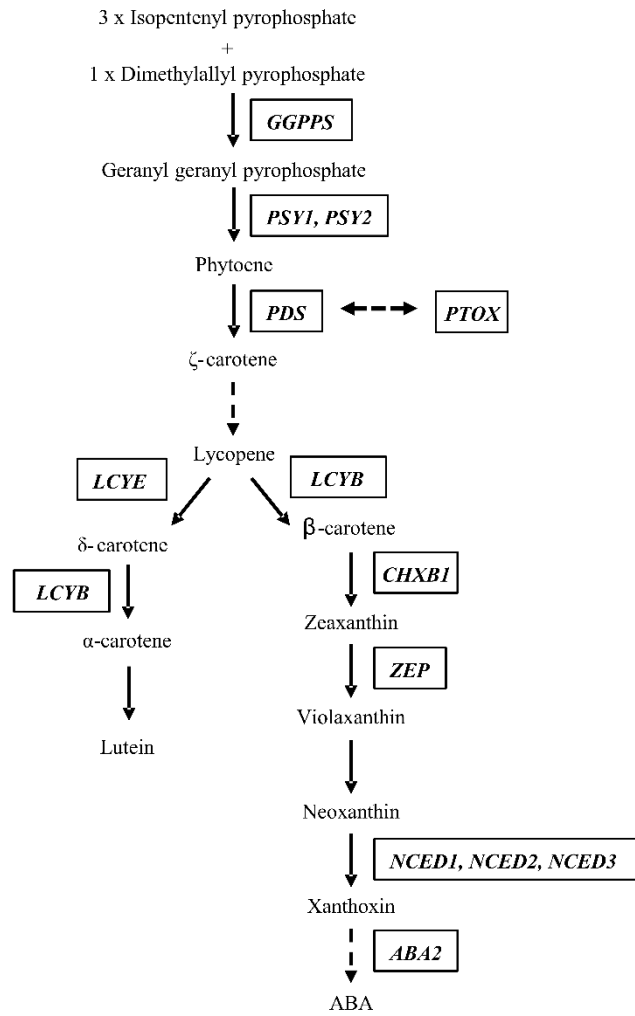 3 x Isopentenyl pyrophosphate
+
1 x Dimethylallyl pyrophosphate
GGPPS
Geranyl geranyl pyrophosphate
PSY1, PSY2
Phytoene
PDS
PTOX
ζ-carotene
Lycopene
LCYE
LCYB
δ-carotene
β-carotene
LCYB
CHXB1
α-carotene
Zeaxanthin
ZEP
Lutein
Violaxanthin
Neoxanthin
NCED1, NCED2, NCED3
Xanthoxin
ABA2
ABA